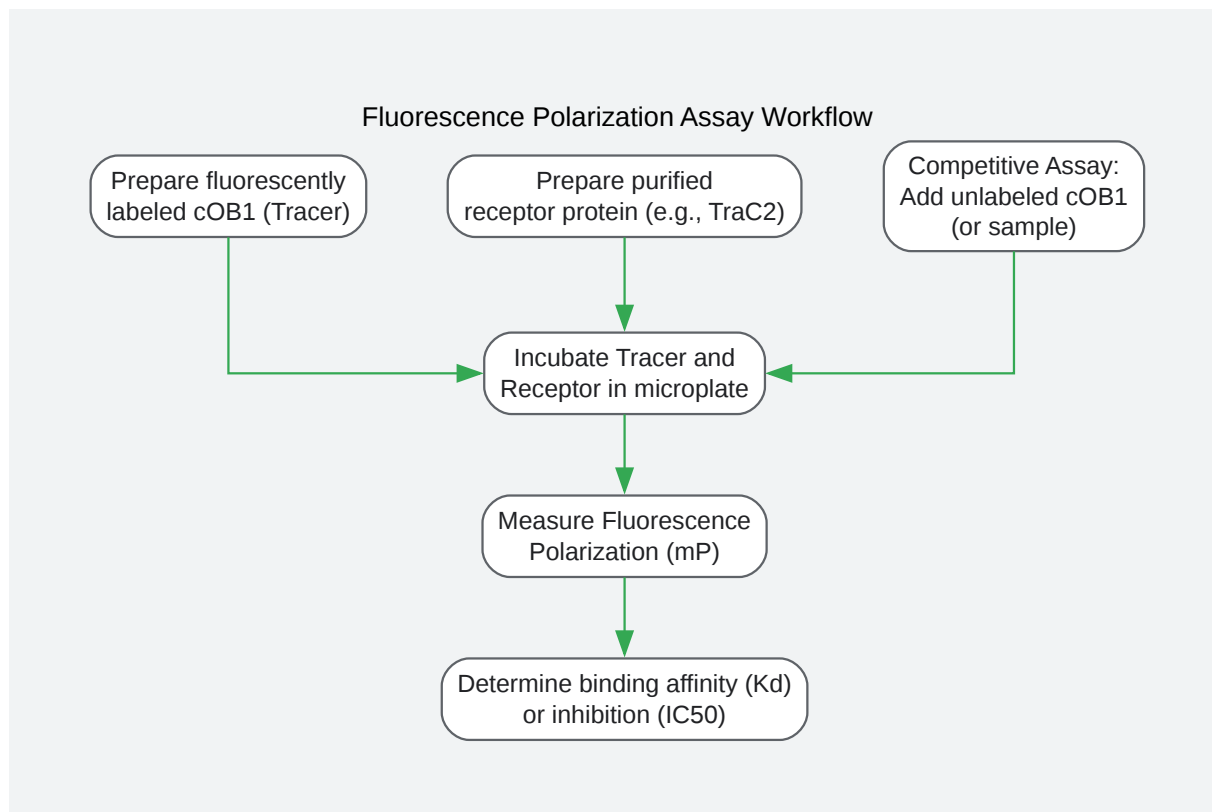 Fluorescence Polarization Assay Workflow
Prepare fluorescently
labeled cOB1 (Tracer)
Prepare purified
receptor protein (e.g., TraC2)
Competitive Assay:
Add unlabeled cOB1
(or sample)
Incubate Tracer and
Receptor in microplate
Measure Fluorescence
Polarization (mP)
Determine binding affinity (Kd)
or inhibition (IC50)